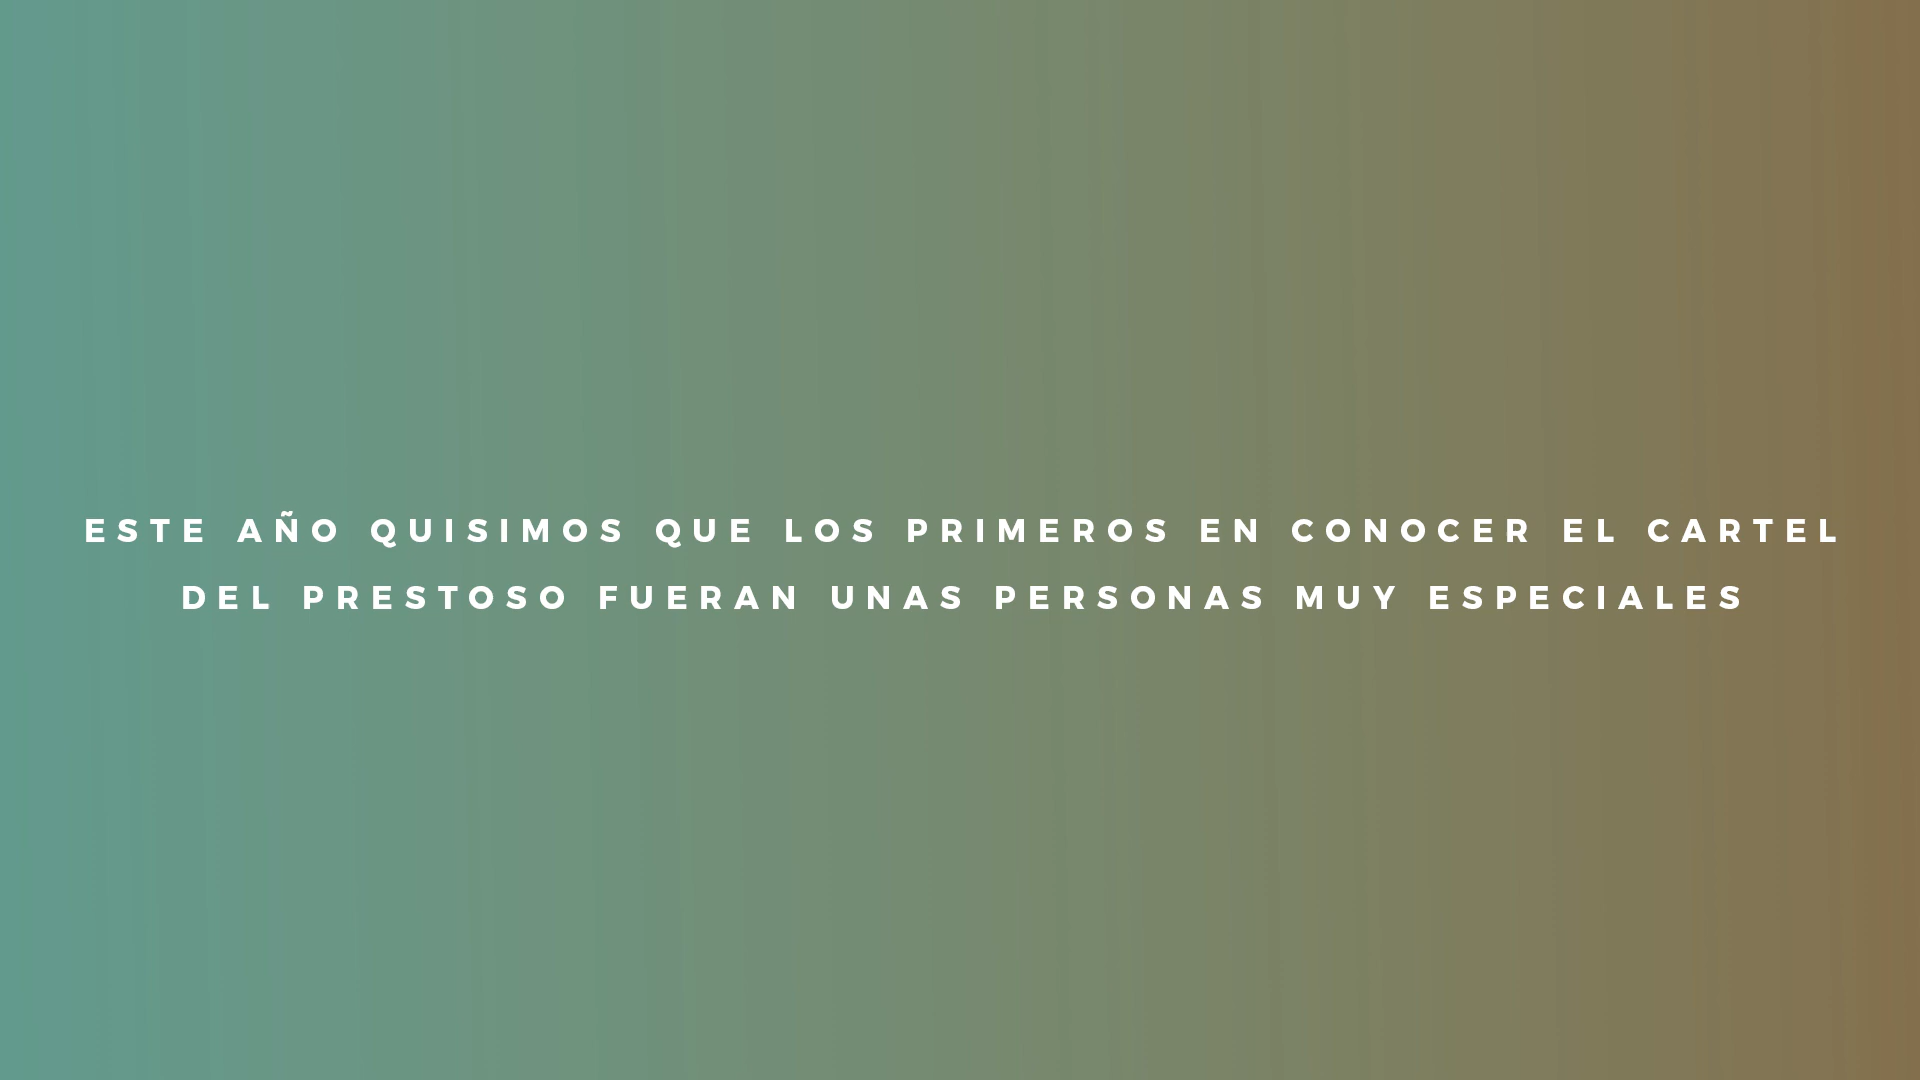 ESTE AÑO QUISIMOS QUE LOS PRIMEROS EN CONOCER EL CARTEL
DEL PRESTOSO FUERAN UNAS PERSONAS MUY ESPECIALES